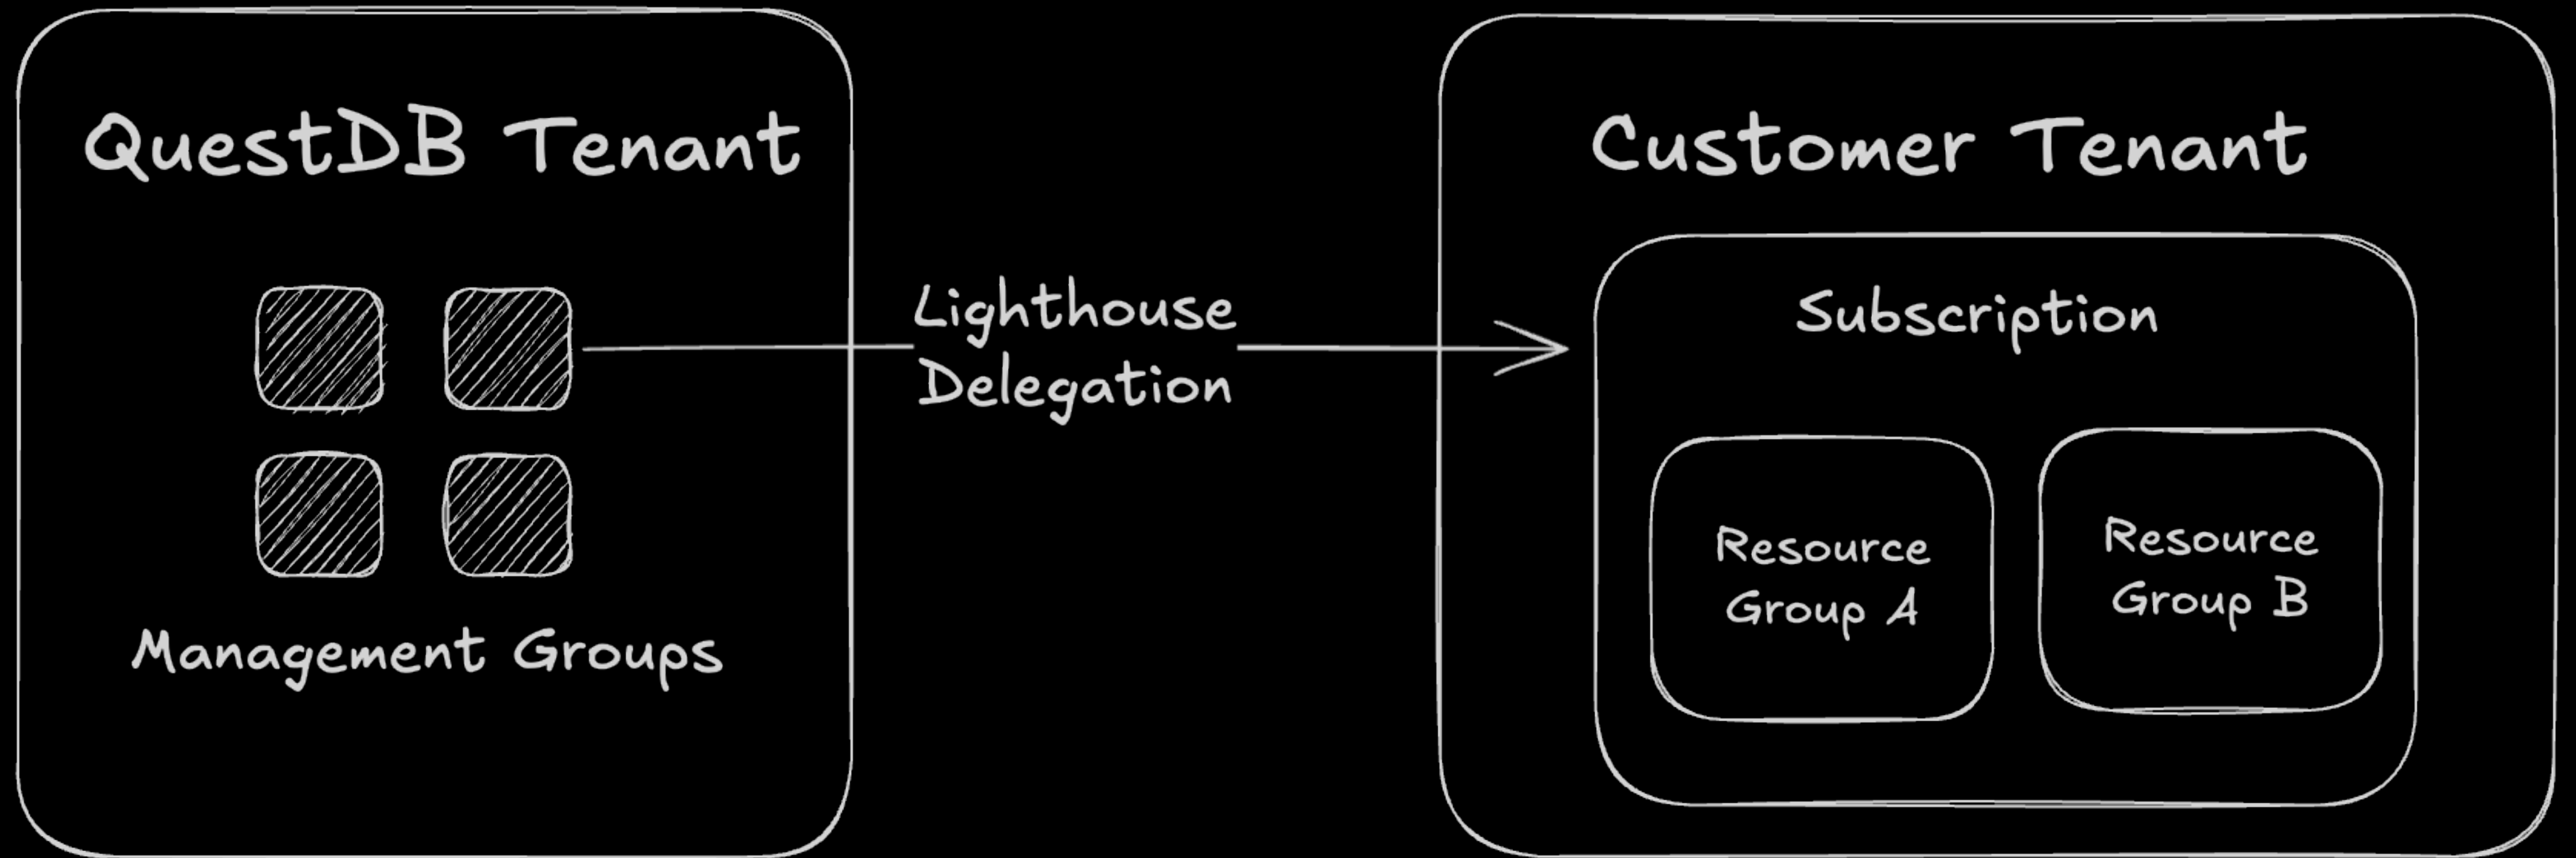 QuestDB Tenant
Management Groups
Lighthouse
Delegation
Customer Tenant
Subscription
Resource
Group A
Resource
Group B